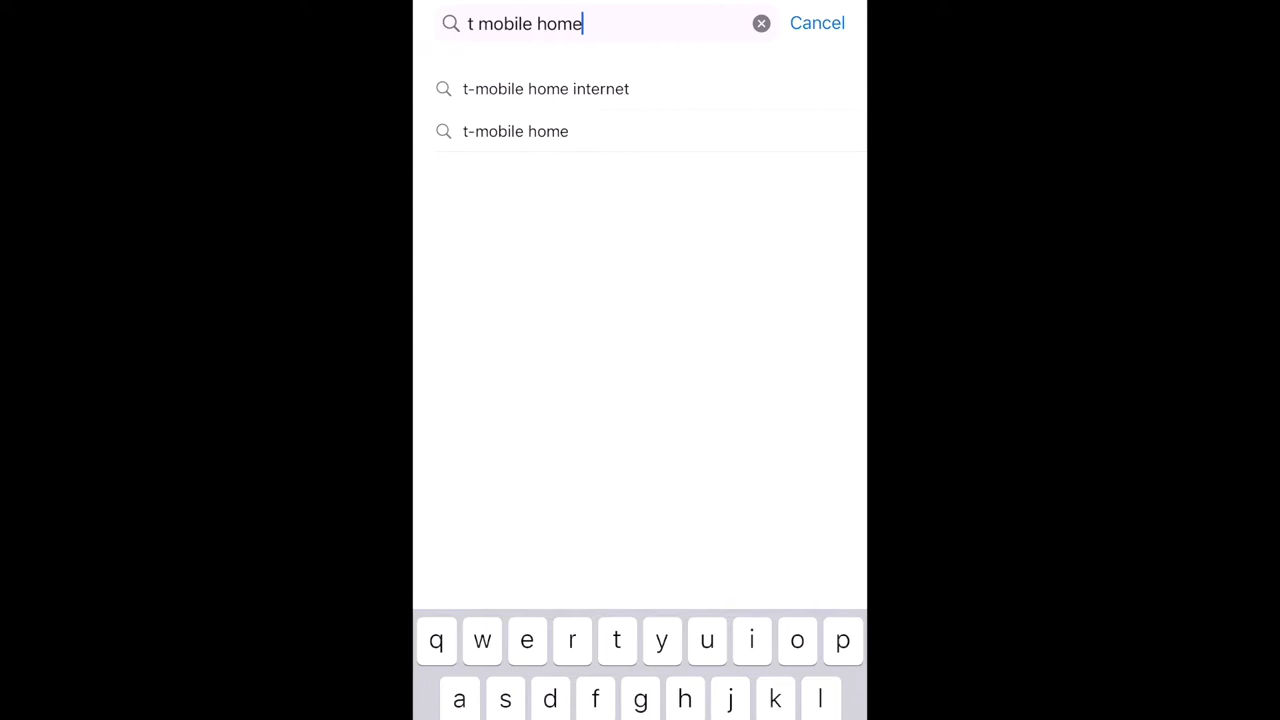 t mobile home Cancel
t-mobile home internet
t-mobile home
q w e r t y u i o p
a s d f g h j k l